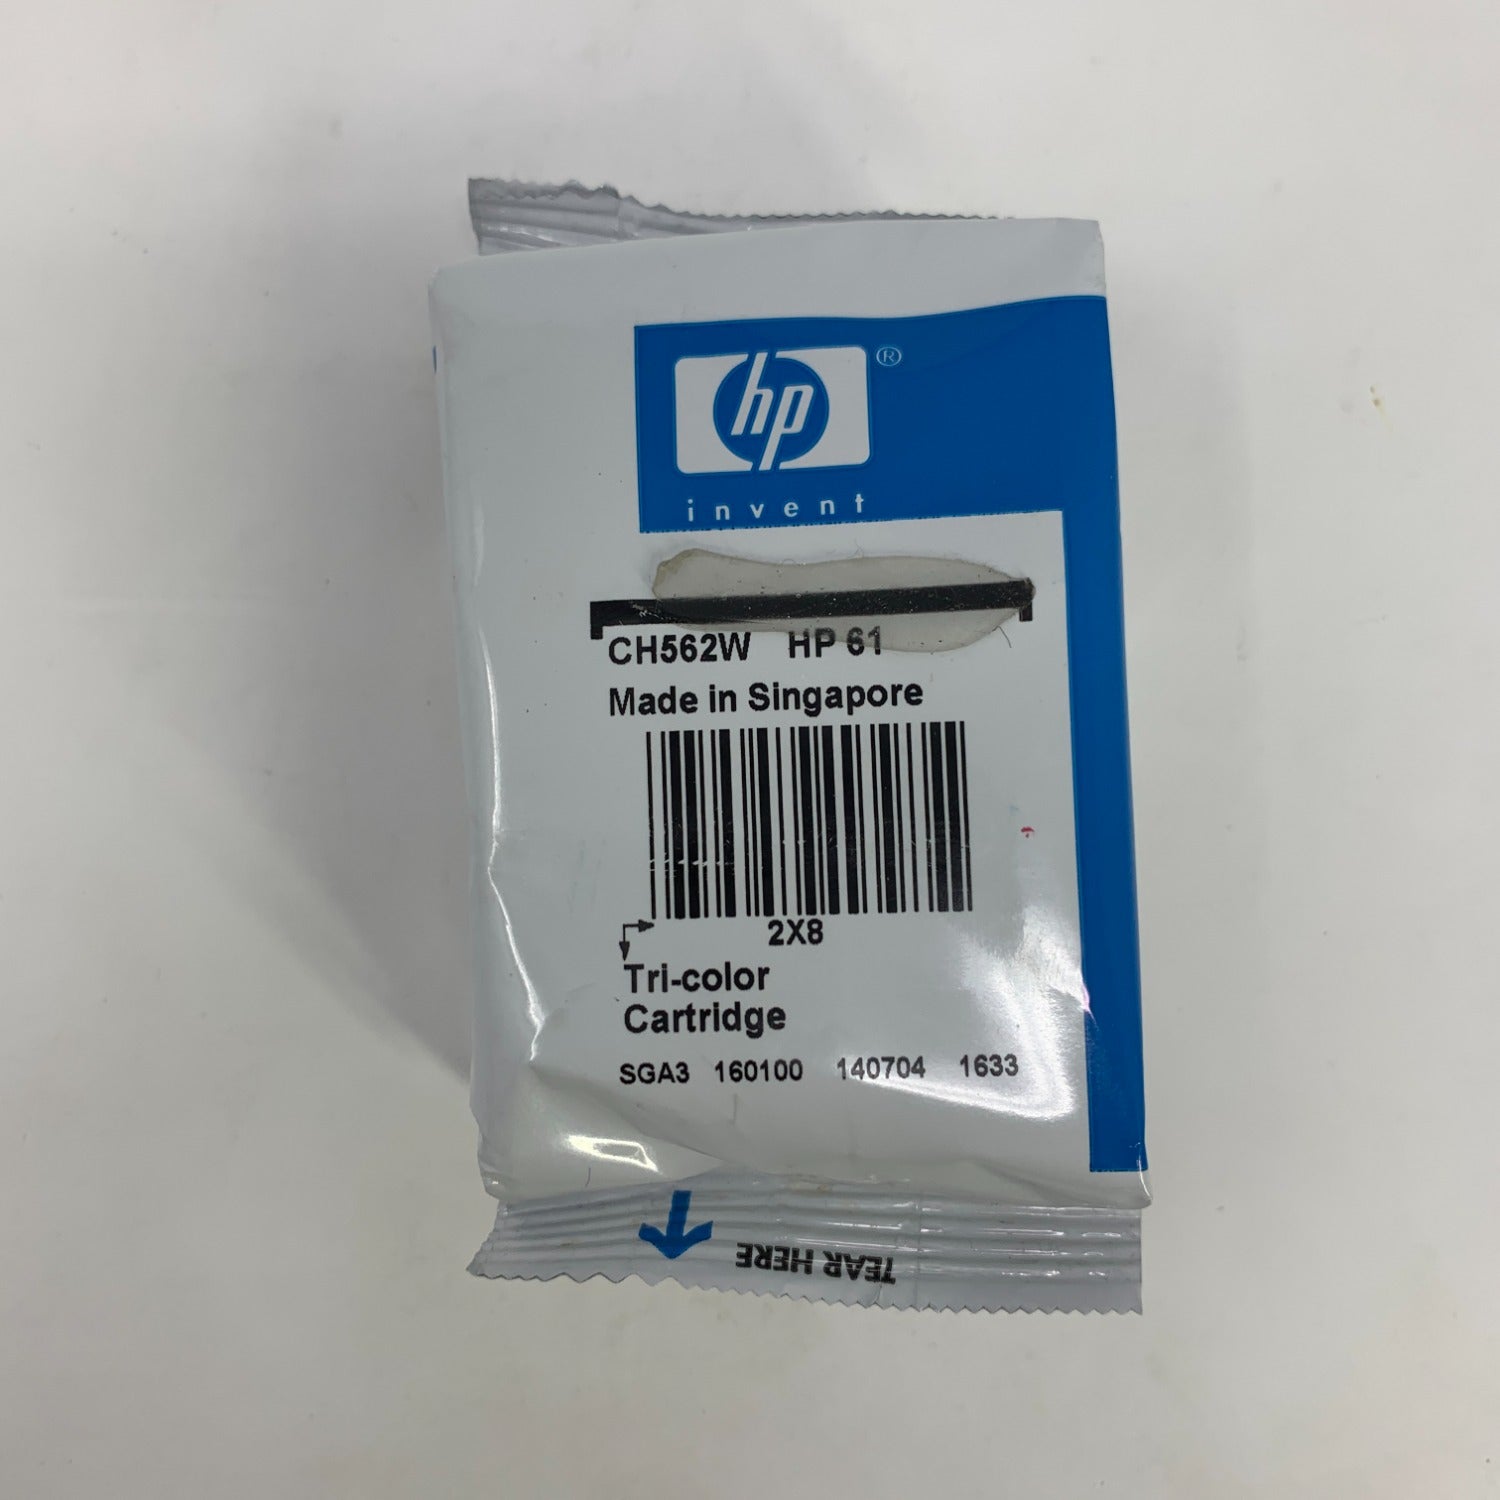 hp ®
invent
CH562W HP 61
Made in Singapore
2X8
Tri-color
Cartridge
SGA3 160100 140704 1633
TEAR HERE